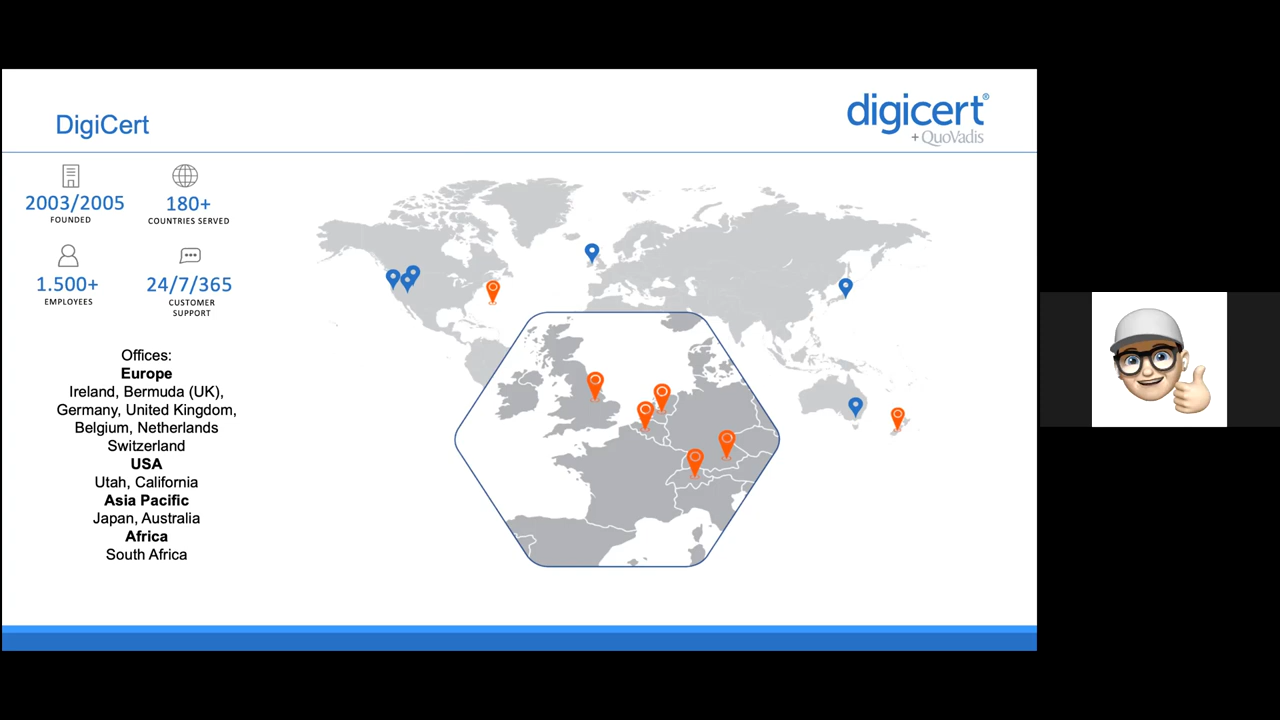 DigiCert
digicert®
+ QuoVadis
2003/2005
FOUNDED
180+
COUNTRIES SERVED
1.500+
EMPLOYEES
24/7/365
CUSTOMER
SUPPORT
Offices:
Europe
Ireland, Bermuda (UK),
Germany, United Kingdom,
Belgium, Netherlands
Switzerland
USA
Utah, California
Asia Pacific
Japan, Australia
Africa
South Africa